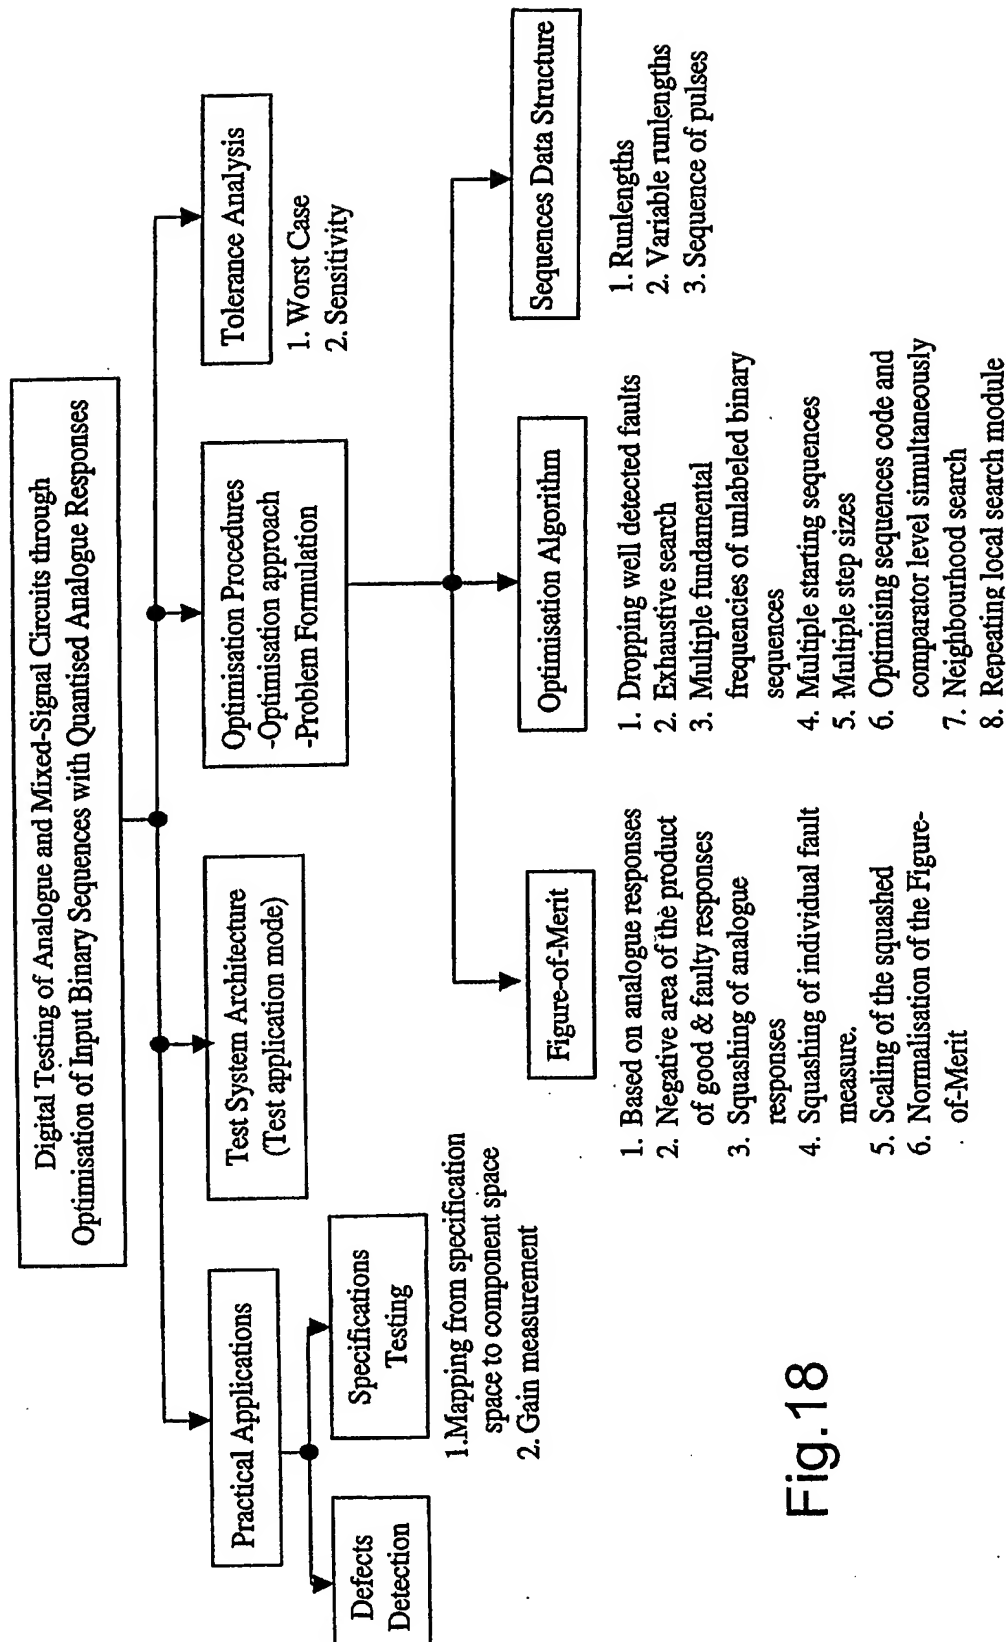 Digital Testing of Analogue and Mixed-Signal Circuits through
Optimisation of Input Binary Sequences with Quantised Analogue Responses
Practical Applications
Test System Architecture
(Test application mode)
Optimisation Procedures
-Optimisation approach
-Problem Formulation
Tolerance Analysis
1. Worst Case
2. Sensitivity
Defects
Detection
Specifications
Testing
1.Mapping from specification
space to component space
2. Gain measurement
Figure-of-Merit
1. Based on analogue responses
2. Negative area of the product
of good & faulty responses
3. Squashing of analogue
responses
4. Squashing of individual fault
measure.
5. Scaling of the squashed
6. Normalisation of the Figure-
of-Merit
Optimisation Algorithm
1. Dropping well detected faults
2. Exhaustive search
3. Multiple fundamental
frequencies of unlabeled binary
sequences
4. Multiple starting sequences
5. Multiple step sizes
6. Optimising sequences code and
comparator level simultaneously
7. Neighbourhood search
8. Repeating local search module
Sequences Data Structure
1. Runlengths
2. Variable runlengths
3. Sequence of pulses
Fig.18